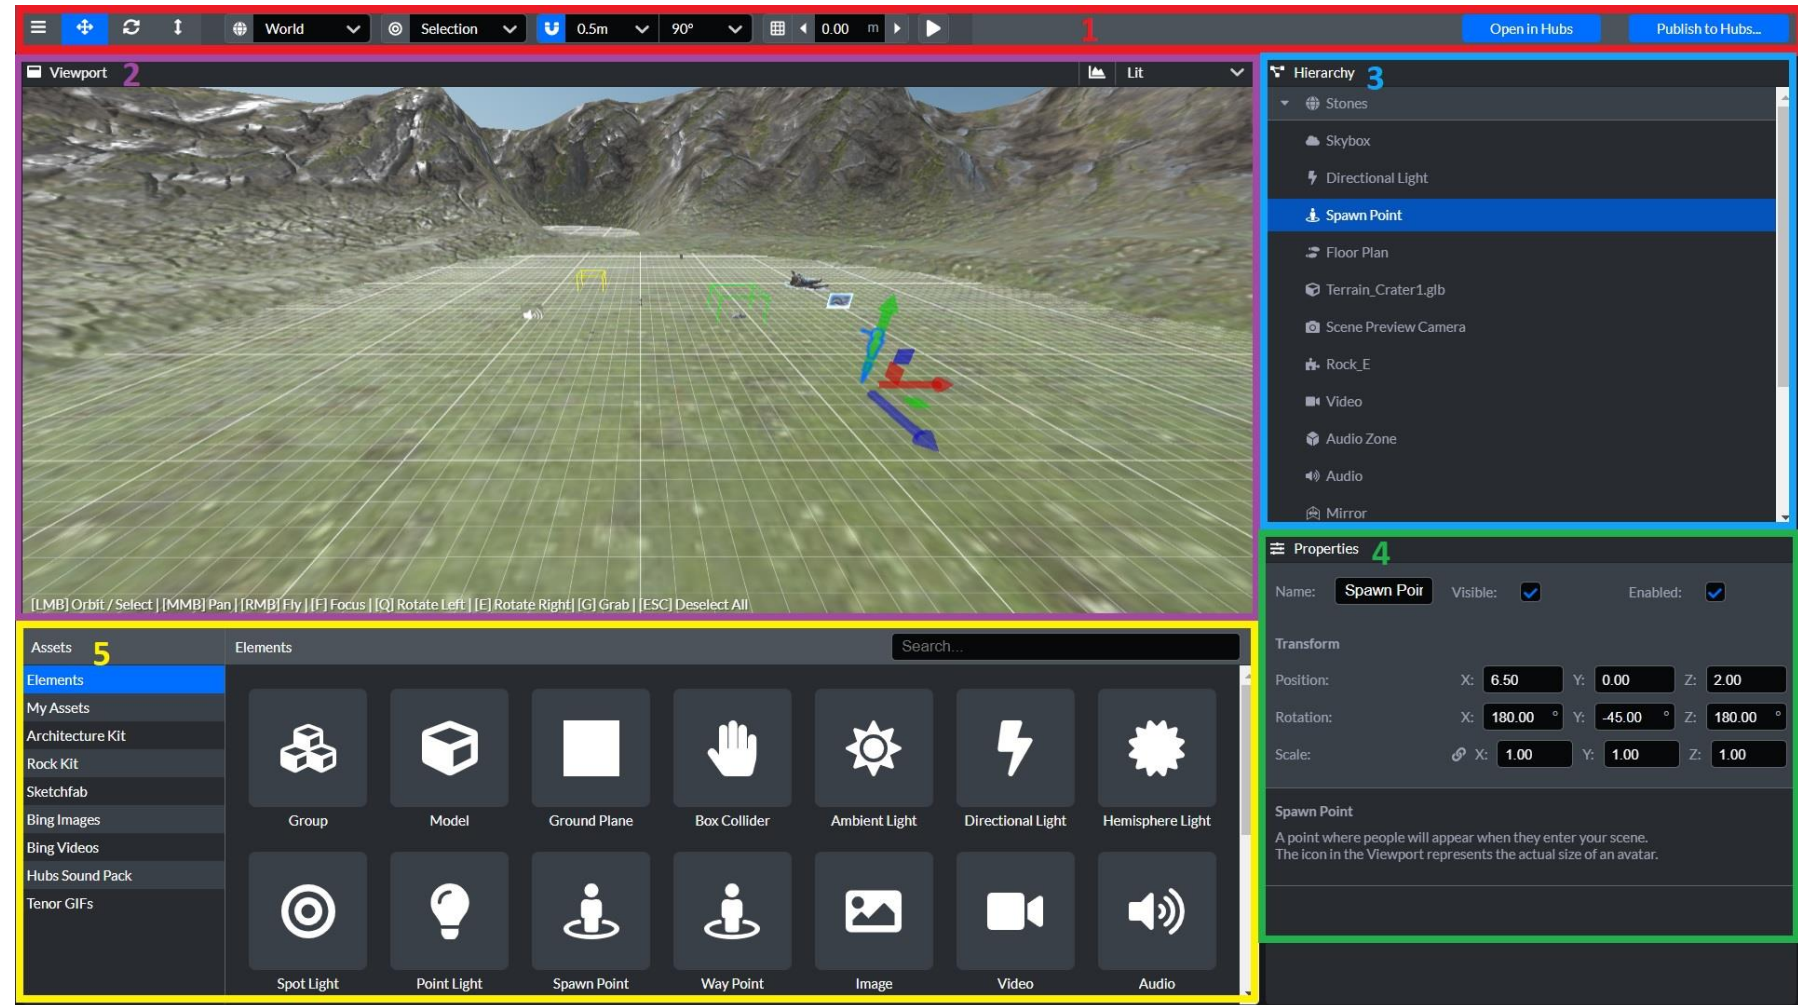 World Selection 0.5m 90° 0.00 m 1 Open in Hubs Publish to Hubs...
Viewport 2 Lit
Hierarchy 3
Stones
Skybox
Directional Light
Spawn Point
Floor Plan
Terrain_Crater1.glb
Scene Preview Camera
Rock_E
Video
Audio Zone
Audio
Mirror
[LMB] Orbit / Select | [MMB] Pan | [RMB] Fly | [F] Focus | [Q] Rotate Left | [E] Rotate Right| [G] Grab | [ESC] Deselect All
Properties 4
Name: Spawn Poir Visible: Enabled:
Transform
Position: X: 6.50 Y: 0.00 Z: 2.00
Rotation: X: 180.00 ° Y: -45.00 ° Z: 180.00 °
Scale: X: 1.00 Y: 1.00 Z: 1.00
Spawn Point
A point where people will appear when they enter your scene.
The icon in the Viewport represents the actual size of an avatar.
Assets 5
Elements
My Assets
Architecture Kit
Rock Kit
Sketchfab
Bing Images
Bing Videos
Hubs Sound Pack
Tenor GIFs
Elements Search...
Group Model Ground Plane Box Collider Ambient Light Directional Light Hemisphere Light
Spot Light Point Light Spawn Point Way Point Image Video Audio